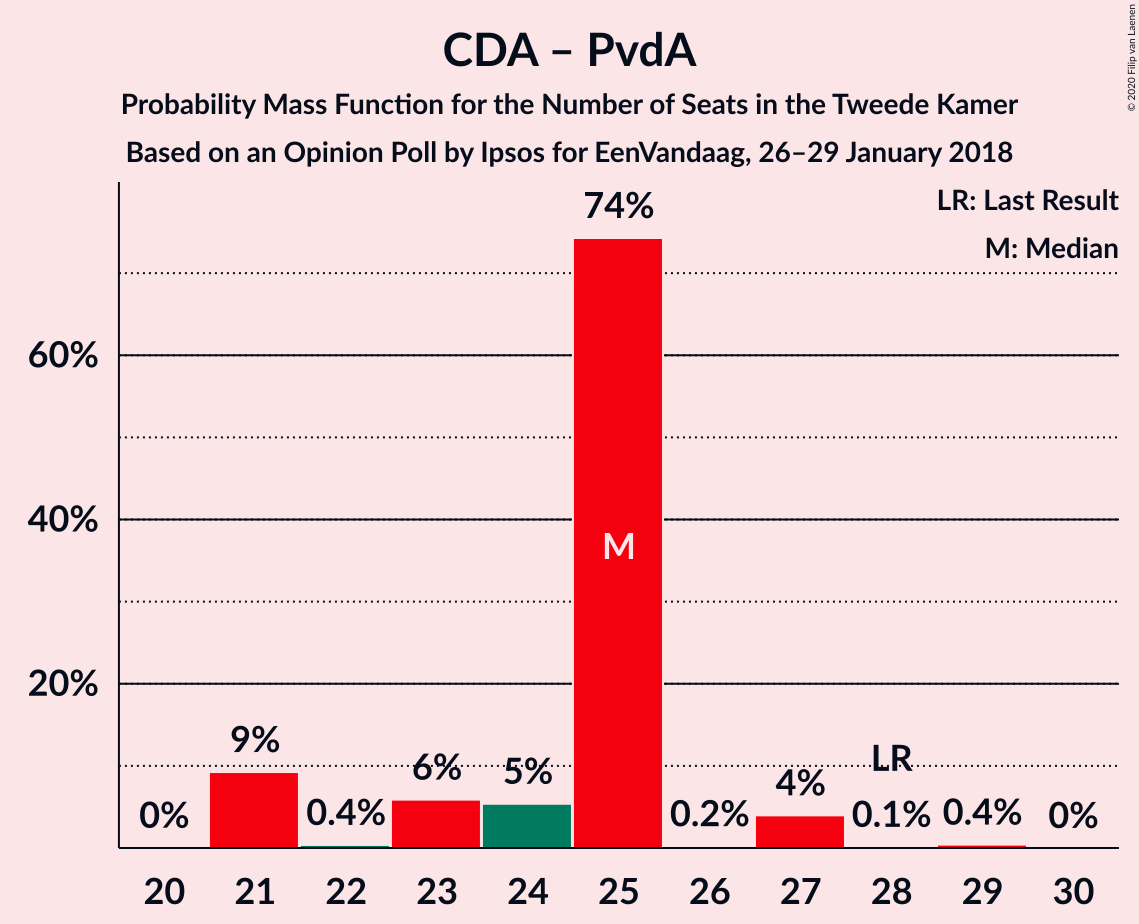 CDA – PvdA
Probability Mass Function for the Number of Seats in the Tweede Kamer
Based on an Opinion Poll by Ipsos for EenVandaag, 26–29 January 2018
© 2020 Filip van Laenen
LR: Last Result
M: Median
74%
60%
40%
20%
M
0%
9%
0.4%
6%
5%
0.2%
4%
LR
0.1%
0.4%
0%
20 21 22 23 24 25 26 27 28 29 30